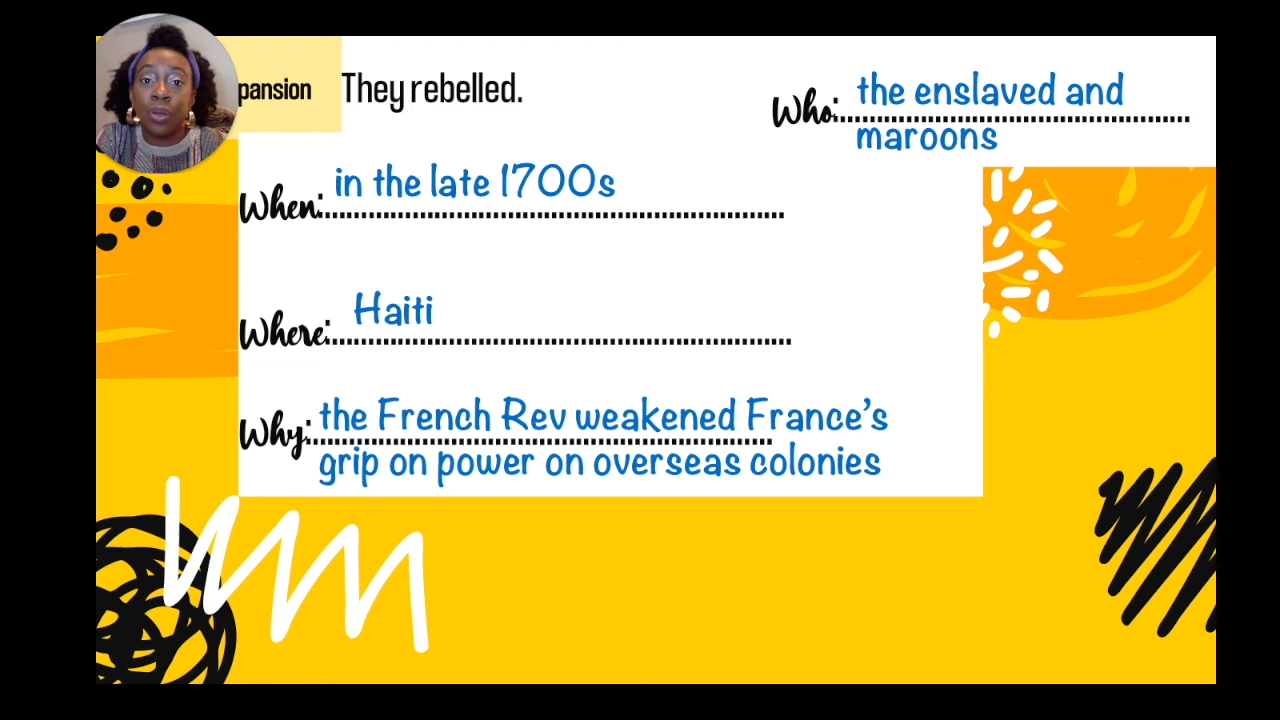 pansion They rebelled.
Who: the enslaved and
maroons
When: in the late 1700s
Where: Haiti
Why: the French Rev weakened France's
grip on power on overseas colonies